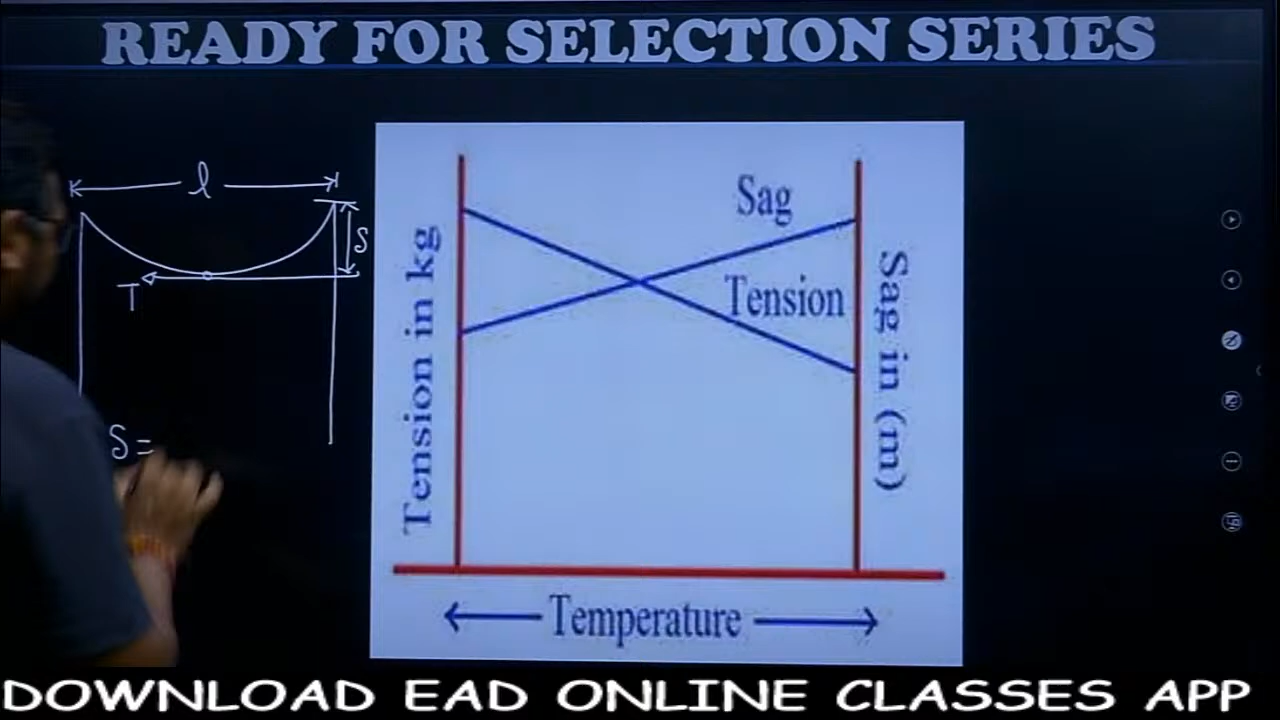 READY FOR SELECTION SERIES
l
S
T
S =
Tension in kg
Sag
Tension
Sag in (m)
Temperature
DOWNLOAD EAD ONLINE CLASSES APP